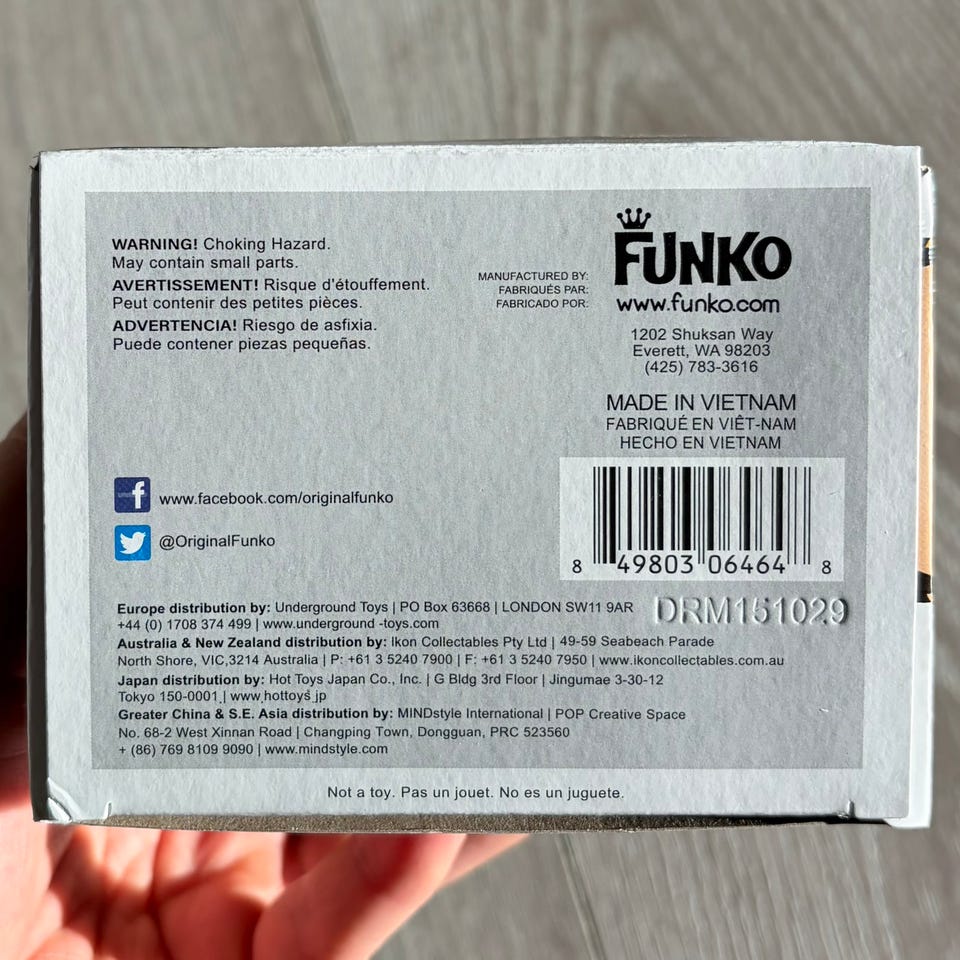 WARNING! Choking Hazard.
May contain small parts.
AVERTISSEMENT! Risque d'étouffement.
Peut contenir des petites pièces.
ADVERTENCIA! Riesgo de asfixia.
Puede contener piezas pequeñas.
MANUFACTURED BY:
FABRIQUÉS PAR:
FABRICADO POR:
FUNKO
www.funko.com
1202 Shuksan Way
Everett, WA 98203
(425) 783-3616
MADE IN VIETNAM
FABRIQUÉ EN VIÊT-NAM
HECHO EN VIETNAM
8 49803 06464 8
f www.facebook.com/originalfunko
@OriginalFunko
DRM151029
Europe distribution by: Underground Toys | PO Box 63668 | LONDON SW11 9AR
+44 (0) 1708 374 499 | www.underground -toys.com
Australia & New Zealand distribution by: Ikon Collectables Pty Ltd | 49-59 Seabeach Parade
North Shore, VIC,3214 Australia | P: +61 3 5240 7900 | F: +61 3 5240 7950 | www.ikoncollectables.com.au
Japan distribution by: Hot Toys Japan Co., Inc. | G Bldg 3rd Floor | Jingumae 3-30-12
Tokyo 150-0001 | www.hottoys.jp
Greater China & S.E. Asia distribution by: MINDstyle International | POP Creative Space
No. 68-2 West Xinnan Road | Changping Town, Dongguan, PRC 523560
+ (86) 769 8109 9090 | www.mindstyle.com
Not a toy. Pas un jouet. No es un juguete.